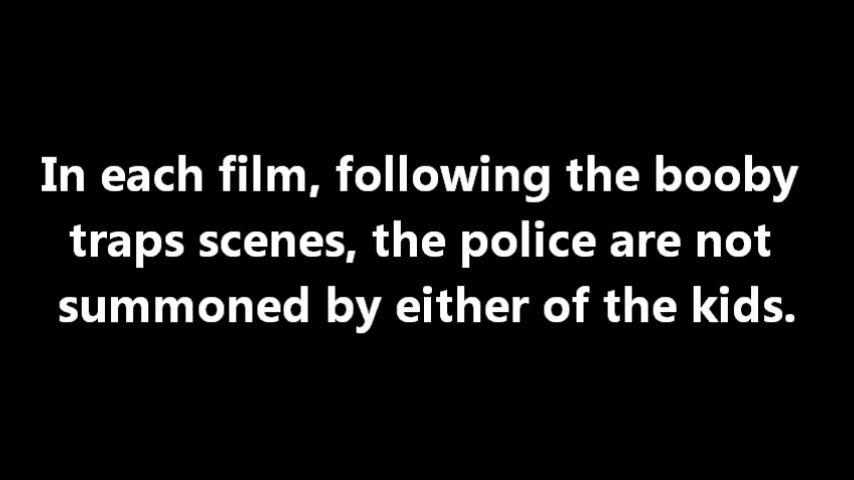 In each film, following the booby
traps scenes, the police are not
summoned by either of the kids.